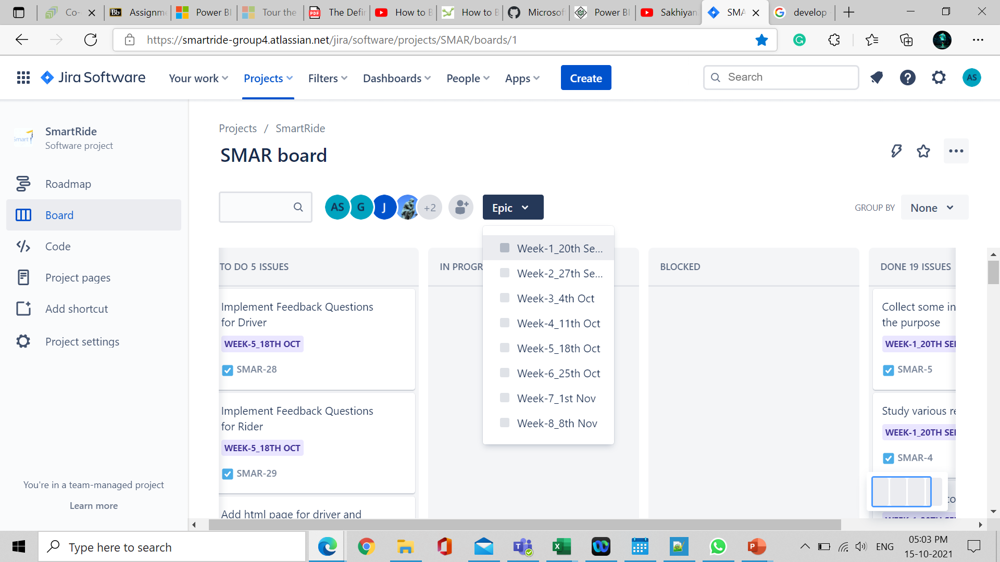 Co-
Assignme
Power BI
Tour the
The Defin
How to B
How to B
Microsof
Power BI
Sakhiyan
SMA
develop
https://smartride-group4.atlassian.net/jira/software/projects/SMAR/boards/1
Jira Software
Your work
Projects
Filters
Dashboards
People
Apps
Create
Search
AS
SmartRide
Software project
Roadmap
Board
Code
Project pages
Add shortcut
Project settings
You're in a team-managed project
Learn more
Projects / SmartRide
SMAR board
AS
G
J
+2
Epic
GROUP BY
None
Week-1_20th Se...
Week-2_27th Se...
Week-3_4th Oct
Week-4_11th Oct
Week-5_18th Oct
Week-6_25th Oct
Week-7_1st Nov
Week-8_8th Nov
TO DO 5 ISSUES
Implement Feedback Questions
for Driver
WEEK-5_18TH OCT
SMAR-28
Implement Feedback Questions
for Rider
WEEK-5_18TH OCT
SMAR-29
Add html page for driver and
IN PROGR
BLOCKED
DONE 19 ISSUES
Collect some in
the purpose
WEEK-1_20TH SE
SMAR-5
Study various re
WEEK-1_20TH SE
SMAR-4
co
Type here to search
ENG
05:03 PM
15-10-2021